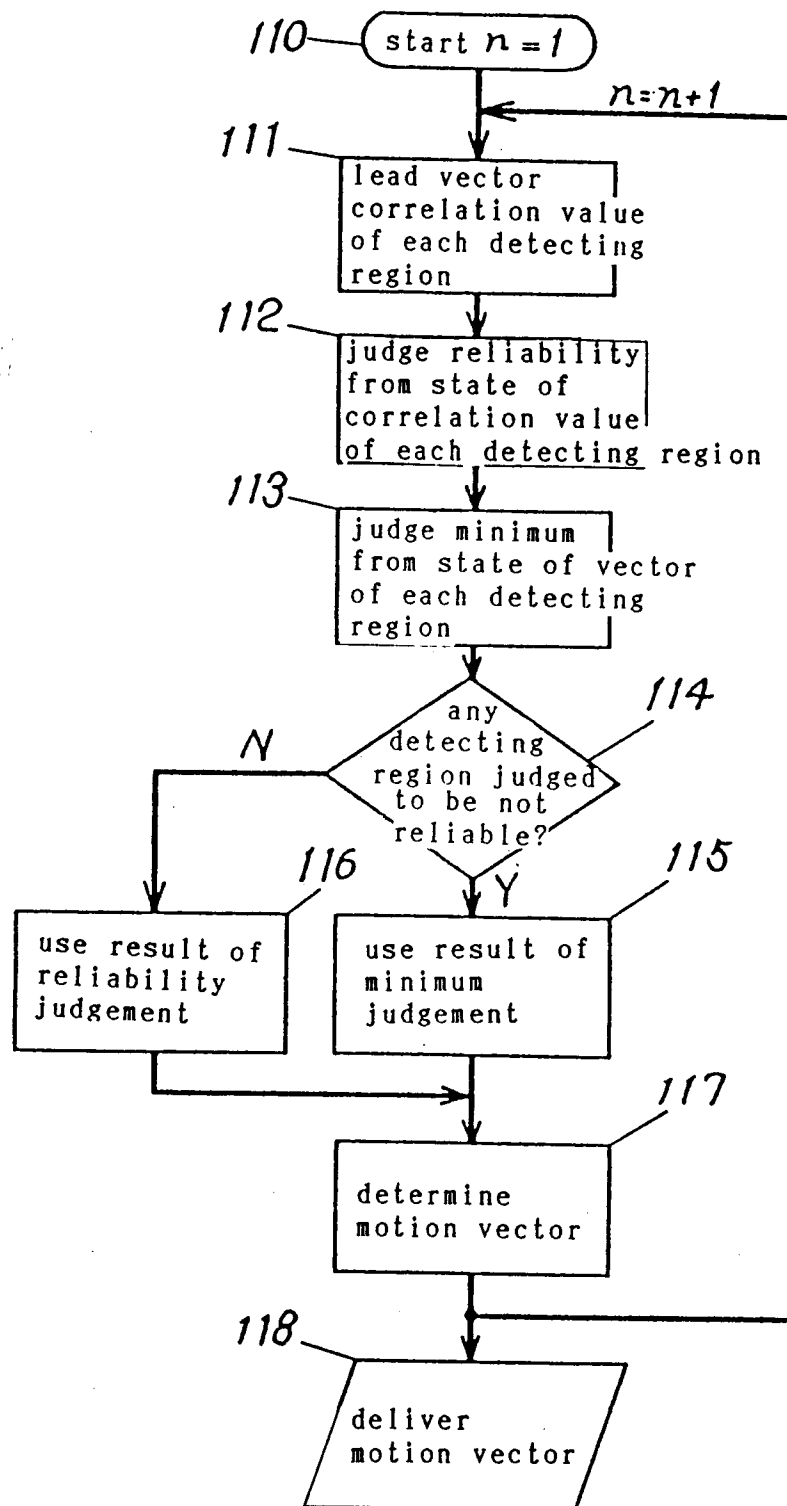 110
start n = 1
n=n+1
111
lead vector
correlation value
of each detecting
region
112
judge reliability
from state of
correlation value
of each detecting region
113
judge minimum
from state of vector
of each detecting
region
114
any
detecting
region judged
to be not
reliable?
N
Y
116
use result of
reliability
judgement
115
use result of
minimum
judgement
117
determine
motion vector
118
deliver
motion vector